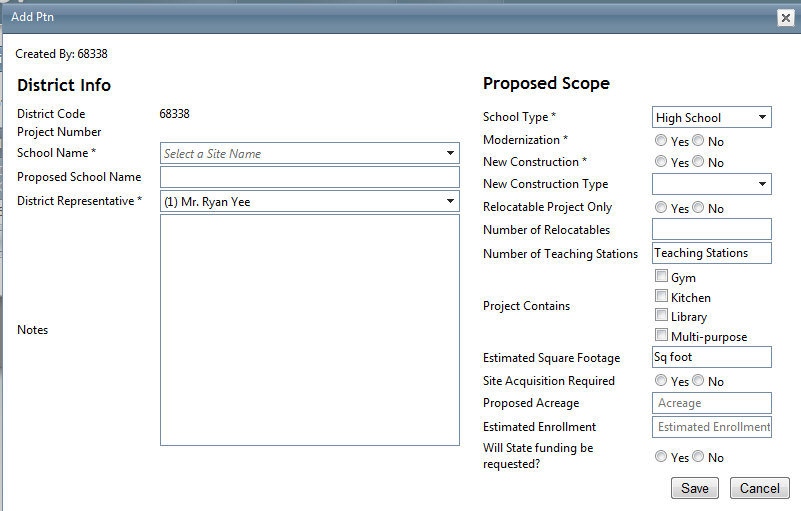 Add Ptn
Created By: 68338
District Info
District Code 68338
Project Number
School Name * Select a Site Name
Proposed School Name
District Representative * (1) Mr. Ryan Yee
Notes
Proposed Scope
School Type * High School
Modernization * Yes No
New Construction * Yes No
New Construction Type
Relocatable Project Only Yes No
Number of Relocatables
Number of Teaching Stations Teaching Stations
Project Contains
Gym
Kitchen
Library
Multi-purpose
Estimated Square Footage Sq foot
Site Acquisition Required Yes No
Proposed Acreage Acreage
Estimated Enrollment Estimated Enrollment
Will State funding be
requested? Yes No
Save Cancel